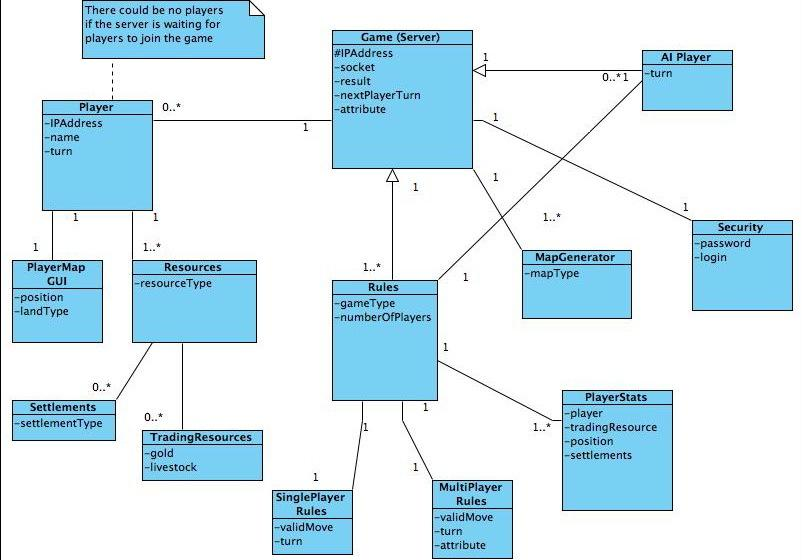 There could be no players
if the server is waiting for
players to join the game
Game (Server)
#IPAddress
-socket
-result
-nextPlayerTurn
-attribute
1
0..*1
AI Player
-turn
Player
-IPAddress
-name
-turn
0..*
1
1
1
1
1..*
1
1
1..*
1
1
1..*
PlayerMap
GUI
-position
-landType
Resources
-resourceType
Rules
-gameType
-numberOfPlayers
1
MapGenerator
-mapType
Security
-password
-login
0..*
0..*
Settlements
-settlementType
TradingResources
-gold
-livestock
1
1..*
PlayerStats
-player
-tradingResource
-position
-settlements
1
1
1
1
SinglePlayer
Rules
-validMove
-turn
MultiPlayer
Rules
-validMove
-turn
-attribute